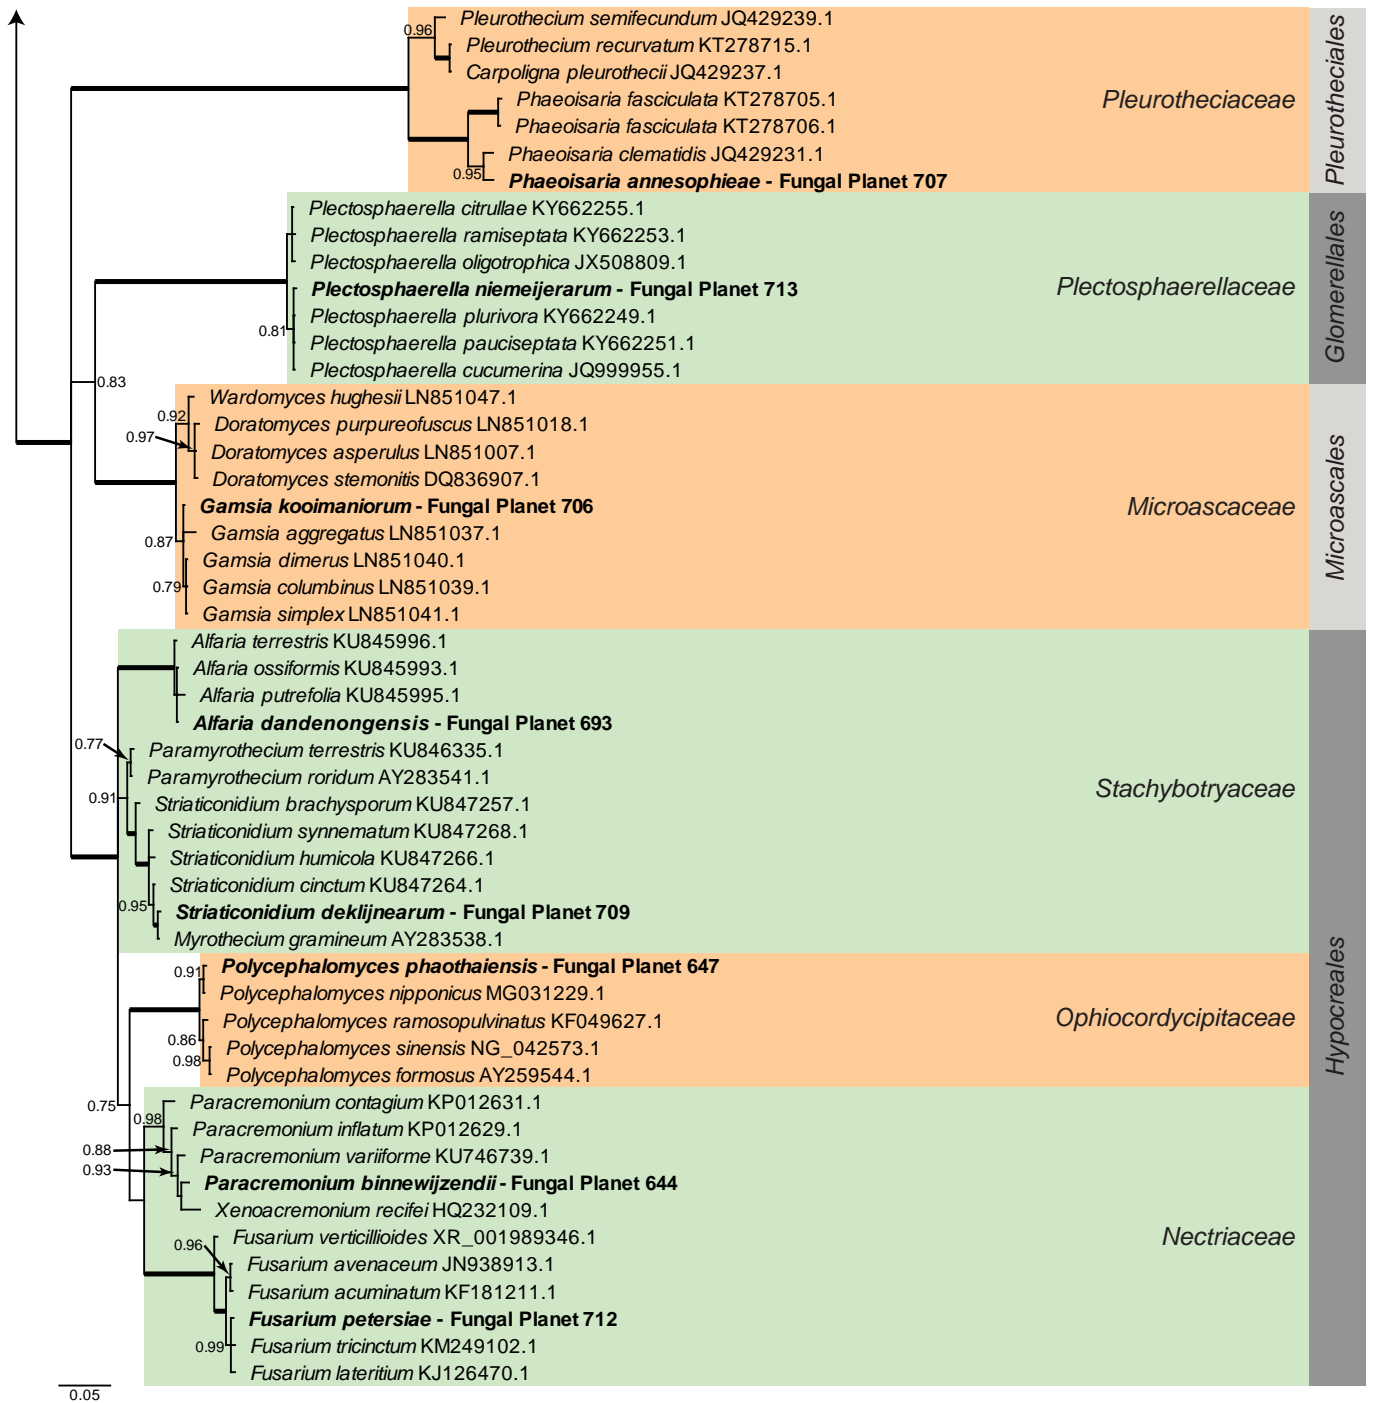 Pleurothecium semifecundum JQ429239.1
0.96
Pleurothecium recurvatum KT278715.1
Carpoligna pleurothecii JQ429237.1
Phaeoisaria fasciculata KT278705.1
Pleurotheciaceae
Pleurotheciales
Phaeoisaria fasciculata KT278706.1
Phaeoisaria clematidis JQ429231.1
0.95
Phaeoisaria annesophieae - Fungal Planet 707
Plectosphaerella citrullae KY662255.1
Plectosphaerella ramiseptata KY662253.1
Plectosphaerella oligotrophica JX508809.1
Plectosphaerellaceae
Glomerellales
Plectosphaerella niemeijerarum - Fungal Planet 713
Plectosphaerella plurivora KY662249.1
0.81
Plectosphaerella pauciseptata KY662251.1
Plectosphaerella cucumerina JQ999955.1
0.83
Wardomyces hughesii LN851047.1
0.92
Doratomyces purpureofuscus LN851018.1
0.97
Doratomyces asperulus LN851007.1
Doratomyces stemonitis DQ836907.1
Gamsia kooimaniorum - Fungal Planet 706
Microascaceae
Microascales
Gamsia aggregatus LN851037.1
0.87
Gamsia dimerus LN851040.1
0.79
Gamsia columbinus LN851039.1
Gamsia simplex LN851041.1
Alfaria terrestris KU845996.1
Alfaria ossiformis KU845993.1
Alfaria putrefolia KU845995.1
Alfaria dandenongensis - Fungal Planet 693
0.77
Paramyrothecium terrestris KU846335.1
Paramyrothecium roridum AY283541.1
Stachybotryaceae
0.91
Striaticonidium brachysporum KU847257.1
Striaticonidium synnematum KU847268.1
Striaticonidium humicola KU847266.1
Striaticonidium cinctum KU847264.1
0.95
Striaticonidium deklijnearum - Fungal Planet 709
Myrothecium gramineum AY283538.1
0.91
Polycephalomyces phaothaiensis - Fungal Planet 647
Polycephalomyces nipponicus MG031229.1
Hypocreales
Polycephalomyces ramosopulvinatus KF049627.1
Ophiocordycipitaceae
0.86
Polycephalomyces sinensis NG_042573.1
0.98
Polycephalomyces formosus AY259544.1
0.75
Paracremonium contagium KP012631.1
0.98
Paracremonium inflatum KP012629.1
0.88
Paracremonium variiforme KU746739.1
0.93
Paracremonium binnewijzendii - Fungal Planet 644
Xenoacremonium recifei HQ232109.1
Fusarium verticillioides XR_001989346.1
Nectriaceae
0.96
Fusarium avenaceum JN938913.1
Fusarium acuminatum KF181211.1
Fusarium petersiae - Fungal Planet 712
0.99
Fusarium tricinctum KM249102.1
Fusarium lateritium KJ126470.1
0.05